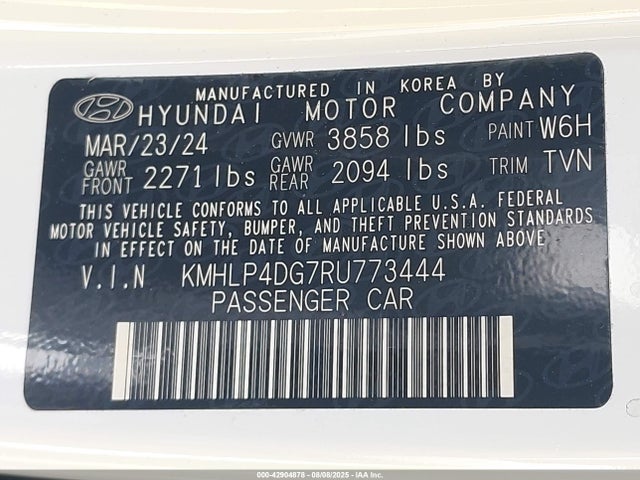 MANUFACTURED IN KOREA BY
HYUNDAI MOTOR COMPANY
MAR/23/24 GVWR 3858 lbs PAINT W6H
GAWR FRONT 2271 lbs GAWR REAR 2094 lbs TRIM TVN
THIS VEHICLE CONFORMS TO ALL APPLICABLE U.S.A. FEDERAL
MOTOR VEHICLE SAFETY, BUMPER, AND THEFT PREVENTION STANDARDS
IN EFFECT ON THE DATE OF MANUFACTURE SHOWN ABOVE.
V.I.N KMHLP4DG7RU773444
PASSENGER CAR
000-42904878 - 08/08/2025 - IAA Inc.